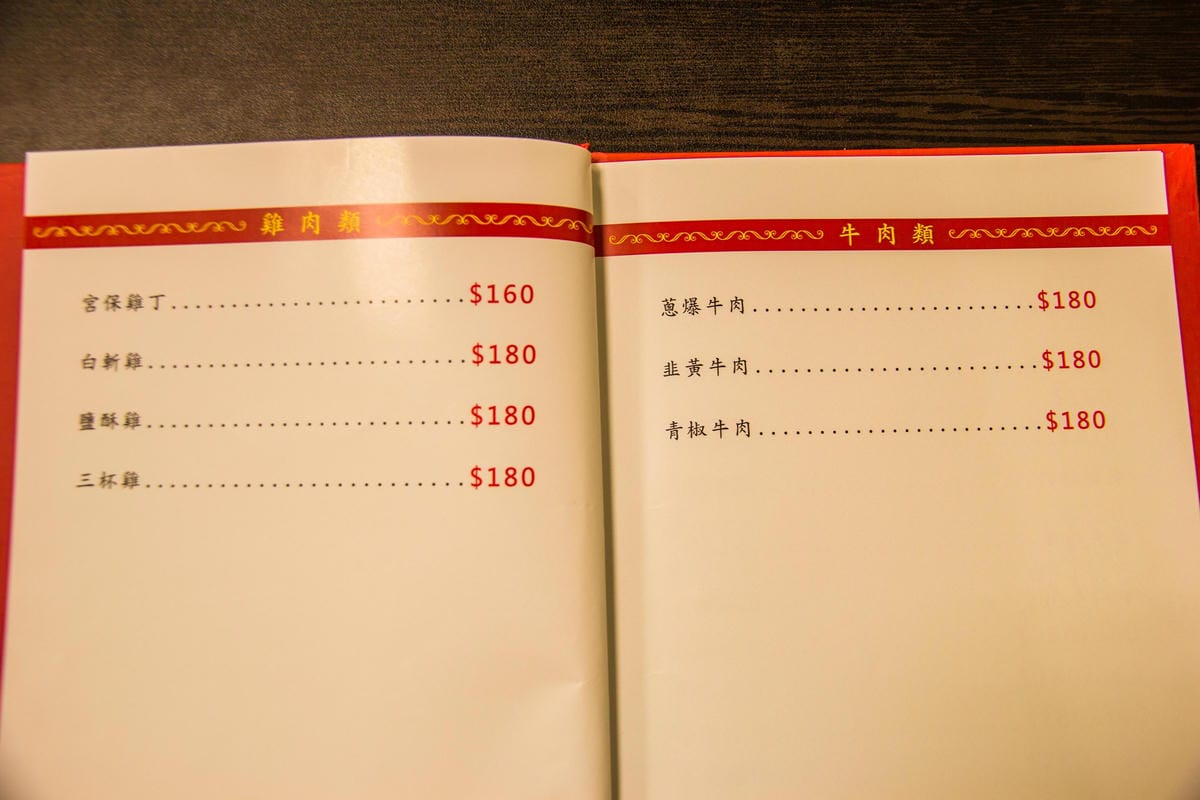 雞肉類
宮保雞丁........................$160
白斬雞..........................$180
鹽酥雞..........................$180
三杯雞..........................$180
牛肉類
蔥爆牛肉.......................$180
韭黃牛肉.......................$180
青椒牛肉.......................$180